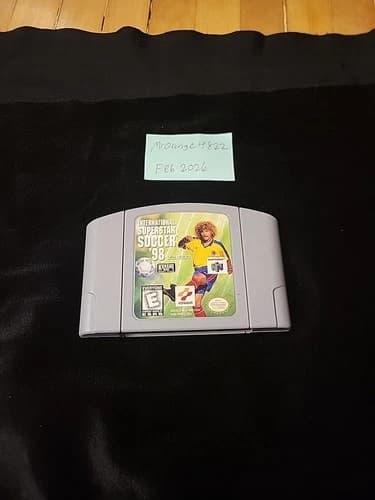 MrOrange4822
Feb 2026
INTERNATIONAL
SUPERSTAR
SOCCER
'98
E
KONAMI